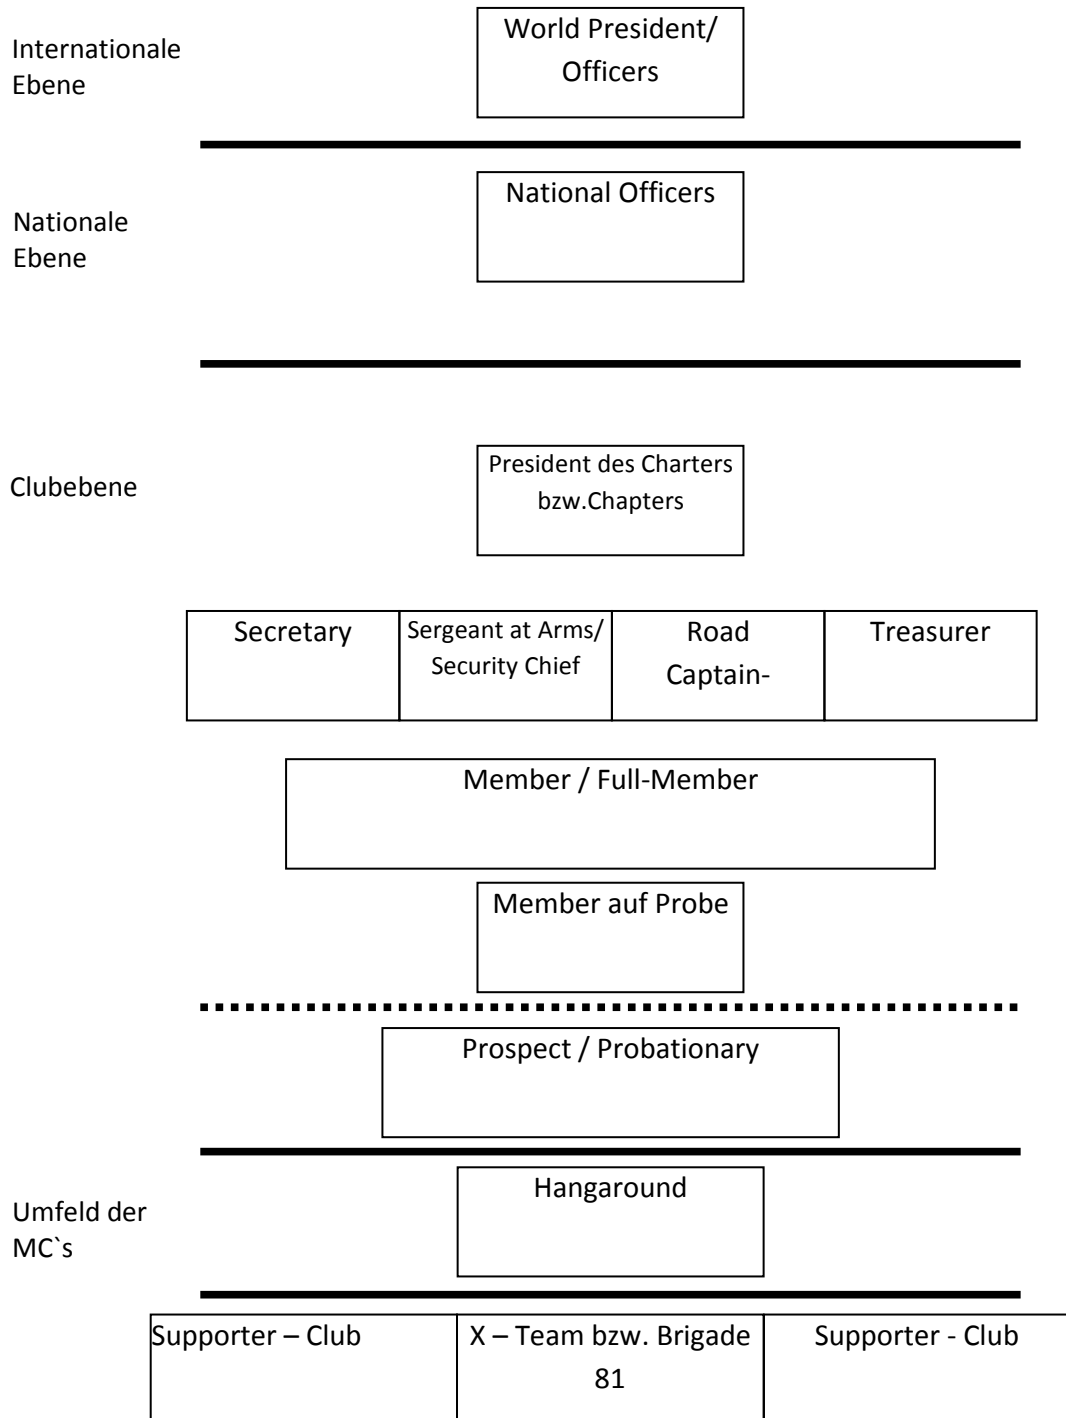 Internationale
Ebene
World President/
Officers
Nationale
Ebene
National Officers
Clubebene
President des Charters
bzw.Chapters
Secretary
Sergeant at Arms/
Security Chief
Road
Captain-
Treasurer
Member / Full-Member
Member auf Probe
Prospect / Probationary
Umfeld der
MC`s
Hangaround
Supporter – Club
X – Team bzw. Brigade
81
Supporter - Club